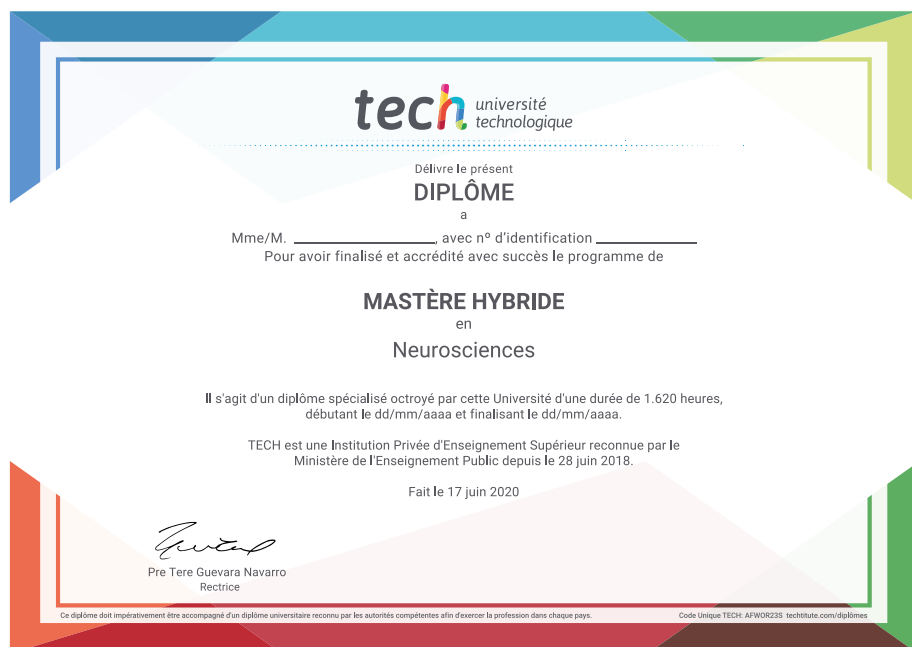 tech université
technologique
Délivre le présent
DIPLÔME
a
Mme/M. ____________________, avec nº d'identification ______________
Pour avoir finalisé et accrédité avec succès le programme de
MASTÈRE HYBRIDE
en
Neurosciences
Il s'agit d'un diplôme spécialisé octroyé par cette Université d'une durée de 1.620 heures,
débutant le dd/mm/aaaa et finalisant le dd/mm/aaaa.
TECH est une Institution Privée d'Enseignement Supérieur reconnue par le
Ministère de l'Enseignement Public depuis le 28 juin 2018.
Fait le 17 juin 2020
Pre Tere Guevara Navarro
Rectrice
Ce diplôme doit impérativement être accompagné d'un diplôme universitaire reconnu par les autorités compétentes afin d'exercer la profession dans chaque pays.
Code Unique TECH: AFWOR23S techtitute.com/diplômes